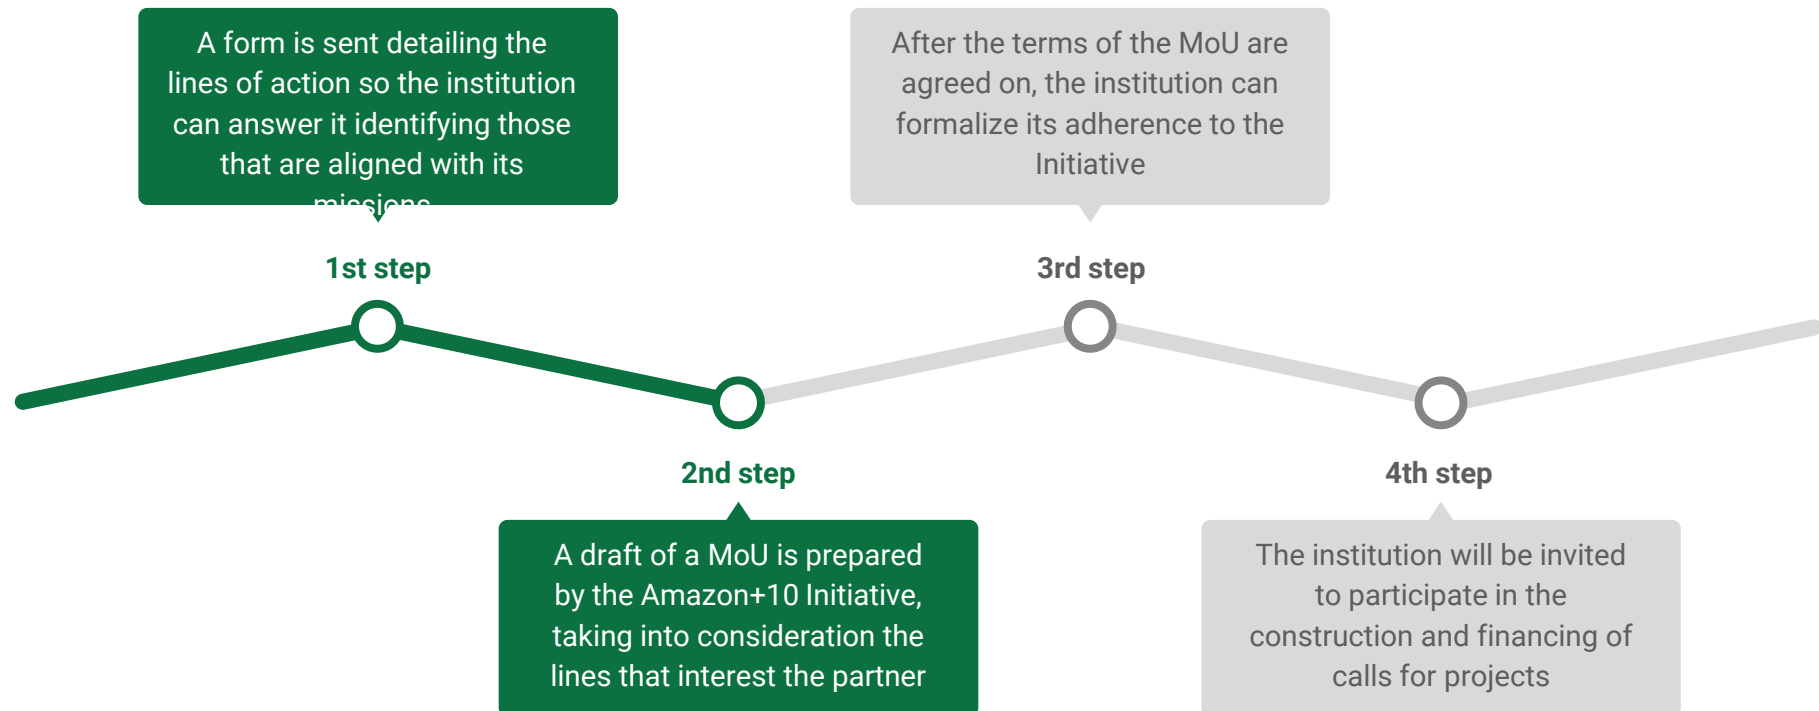 A form is sent detailing the
lines of action so the institution
can answer it identifying those
that are aligned with its
missions
1st step
After the terms of the MoU are
agreed on, the institution can
formalize its adherence to the
Initiative
3rd step
2nd step
A draft of a MoU is prepared
by the Amazon+10 Initiative,
taking into consideration the
lines that interest the partner
4th step
The institution will be invited
to participate in the
construction and financing of
calls for projects